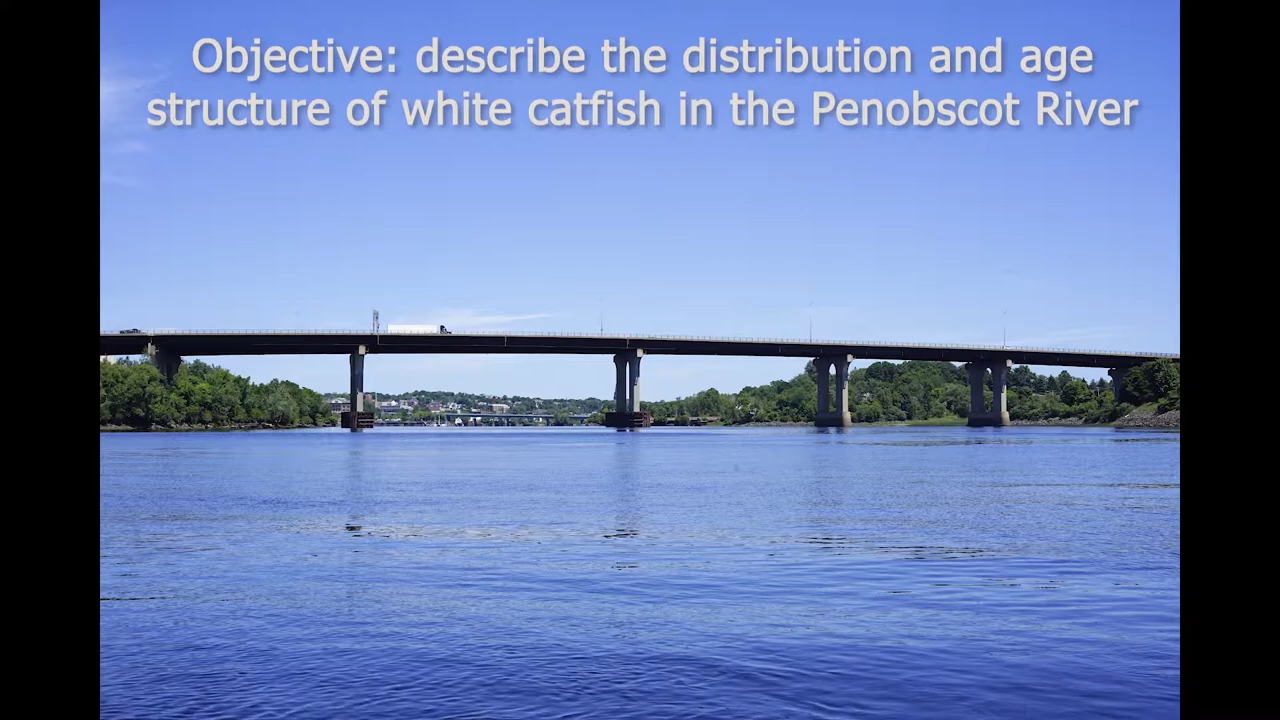 Objective: describe the distribution and age
structure of white catfish in the Penobscot River